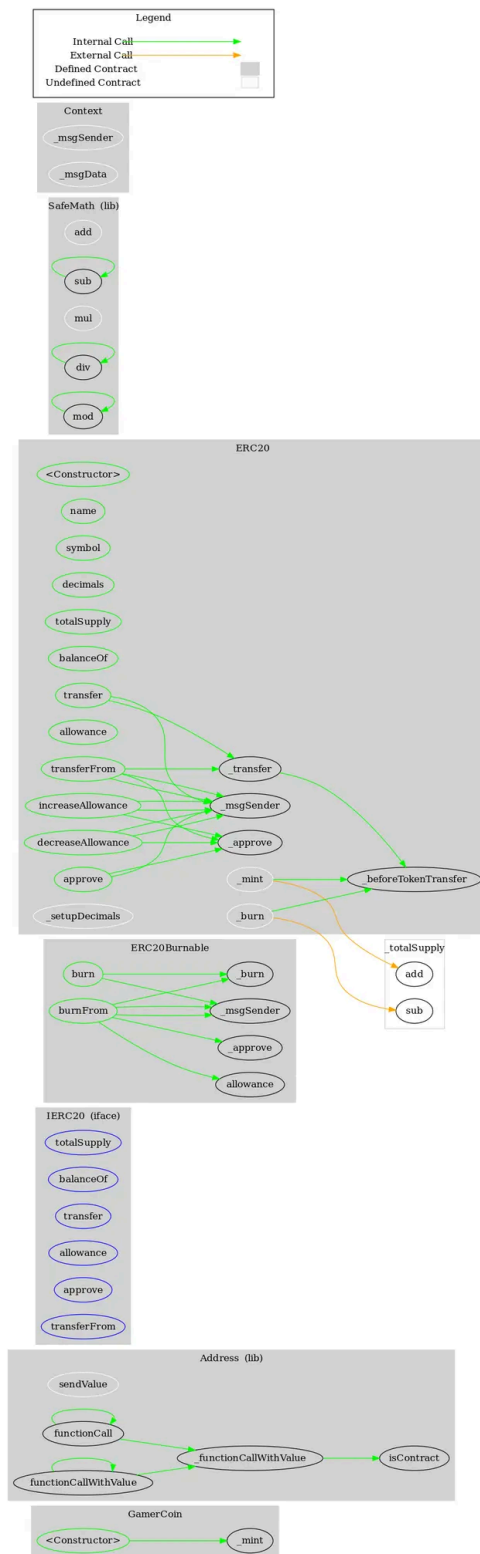 Legend
Internal Call
External Call
Defined Contract
Undefined Contract
Context
_msgSender
_msgData
SafeMath (lib)
add
sub
mul
div
mod
ERC20
<Constructor>
name
symbol
decimals
totalSupply
balanceOf
transfer
allowance
transferFrom
_transfer
increaseAllowance
_msgSender
decreaseAllowance
_approve
approve
_mint
_beforeTokenTransfer
_setupDecimals
_burn
ERC20Burnable
_totalSupply
burn
_burn
add
burnFrom
_msgSender
sub
_approve
allowance
IERC20 (iface)
totalSupply
balanceOf
transfer
allowance
approve
transferFrom
Address (lib)
sendValue
functionCall
_functionCallWithValue
isContract
functionCallWithValue
GamerCoin
<Constructor>
_mint